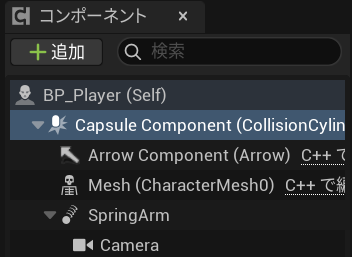 コンポーネント
追加
検索
BP_Player (Self)
Capsule Component (CollisionCylin
Arrow Component (Arrow) C++ で
Mesh (CharacterMesh0) C++ で編
SpringArm
Camera